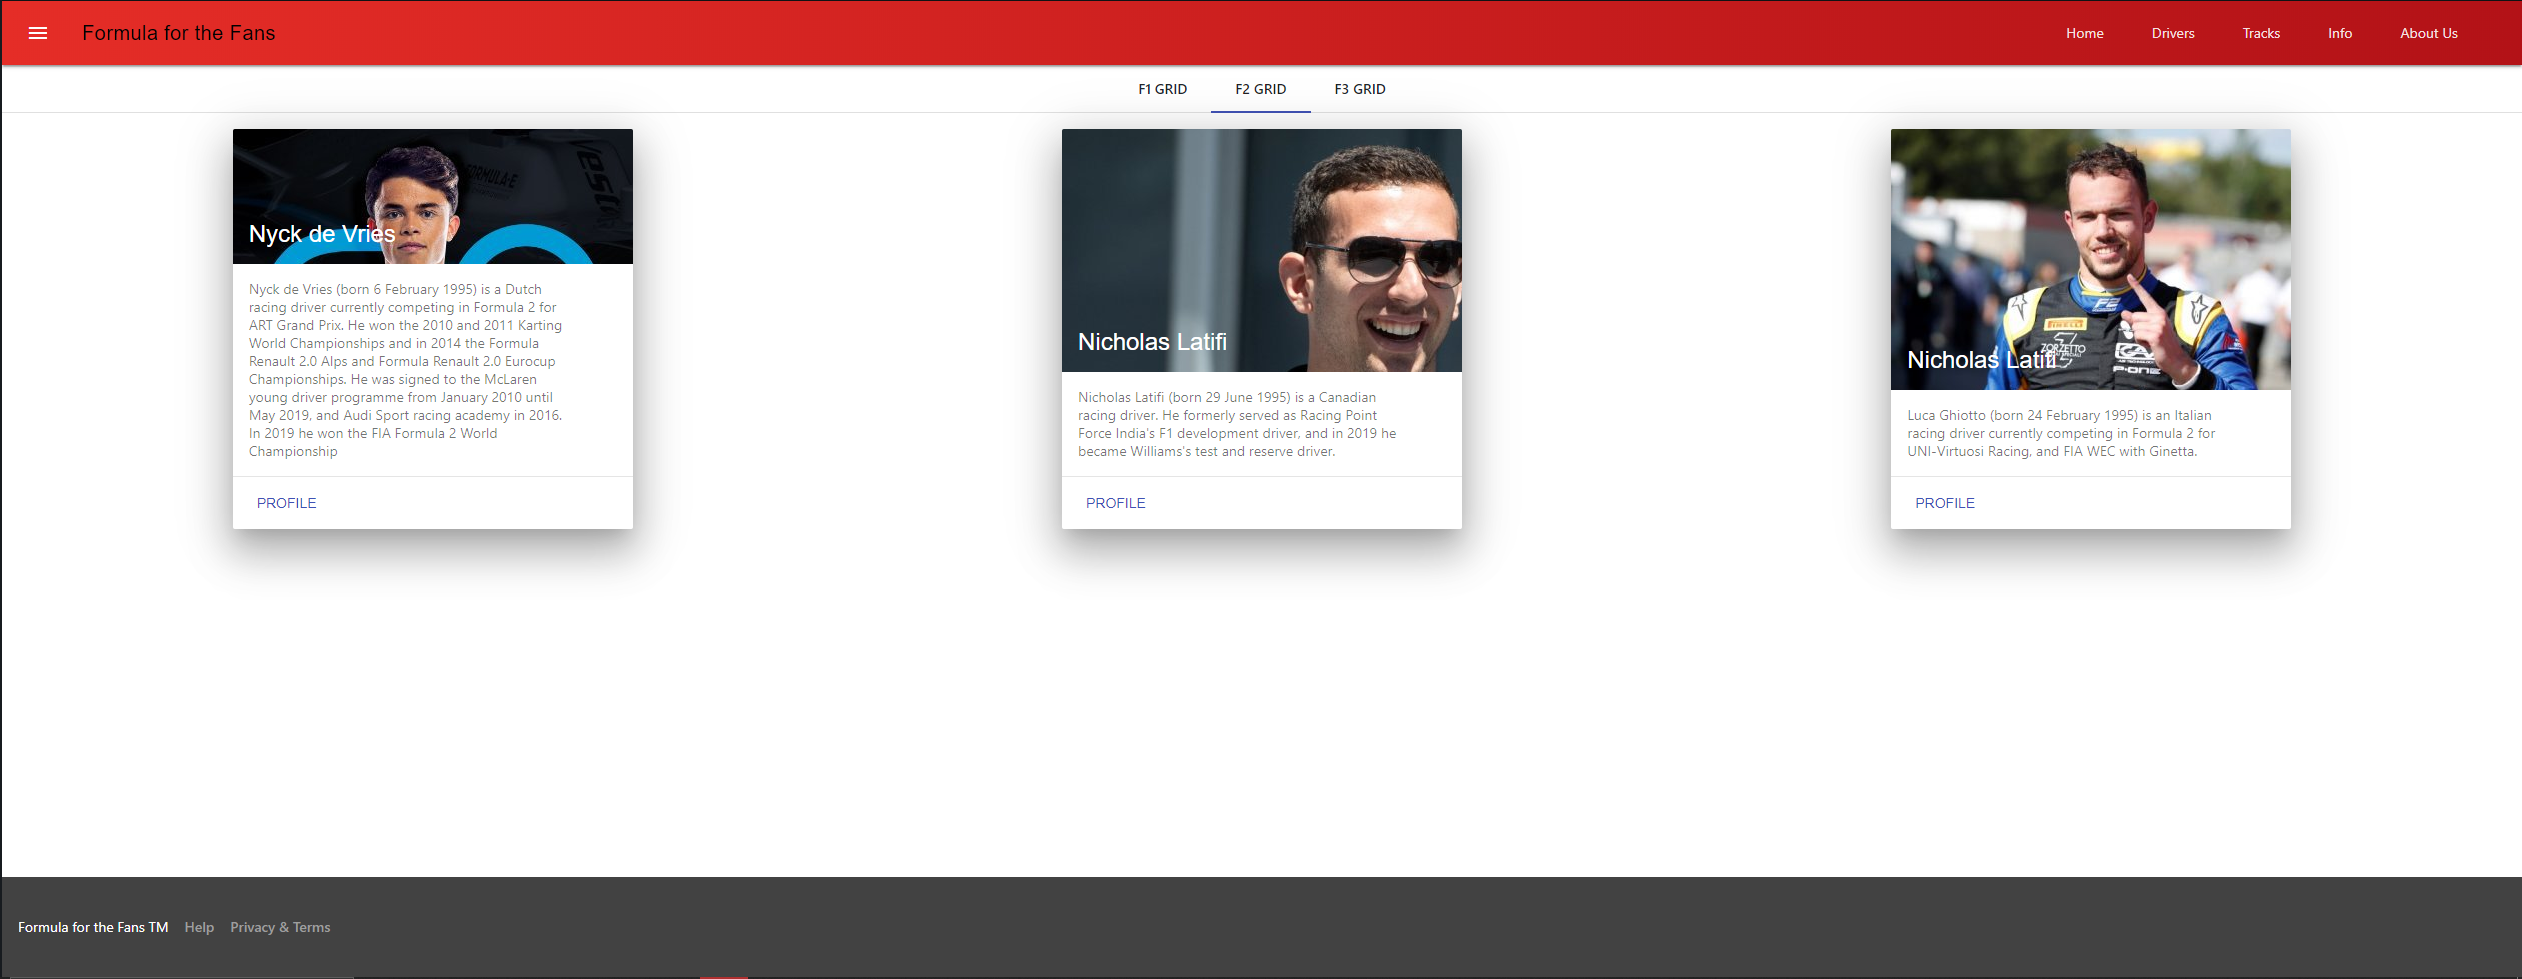 Formula for the Fans
Home Drivers Tracks Info About Us
F1 GRID F2 GRID F3 GRID
FORMULA-E
Nyck de Vries
Nyck de Vries (born 6 February 1995) is a Dutch
racing driver currently competing in Formula 2 for
ART Grand Prix. He won the 2010 and 2011 Karting
World Championships and in 2014 the Formula
Renault 2.0 Alps and Formula Renault 2.0 Eurocup
Championships. He was signed to the McLaren
young driver programme from January 2010 until
May 2019, and Audi Sport racing academy in 2016.
In 2019 he won the FIA Formula 2 World
Championship
PROFILE
Nicholas Latifi
Nicholas Latifi (born 29 June 1995) is a Canadian
racing driver. He formerly served as Racing Point
Force India's F1 development driver, and in 2019 he
became Williams's test and reserve driver.
PROFILE
F2
PIRELLI
ZORZETTO
P-ONE
Nicholas Latifi
Luca Ghiotto (born 24 February 1995) is an Italian
racing driver currently competing in Formula 2 for
UNI-Virtuosi Racing, and FIA WEC with Ginetta.
PROFILE
Formula for the Fans TM Help Privacy & Terms